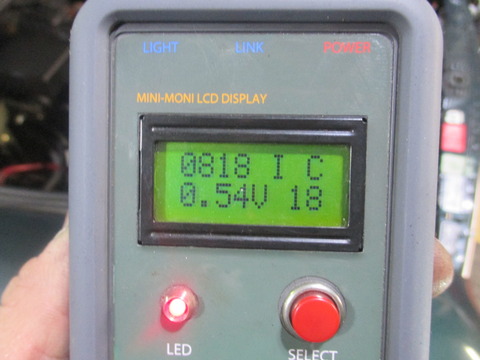 LIGHT LINK POWER
MINI-MONI LCD DISPLAY
0818 I C
0.54V 18
LED
SELECT